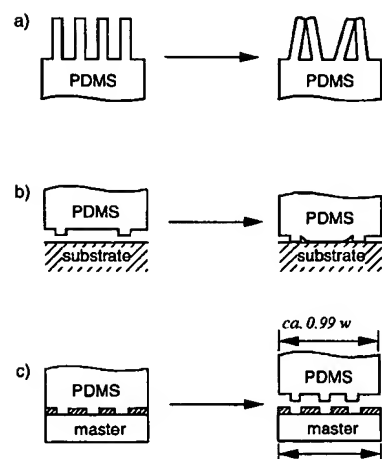 a)
PDMS
PDMS
b)
PDMS
PDMS
substrate
substrate
ca. 0.99 w
c)
PDMS
PDMS
master
master